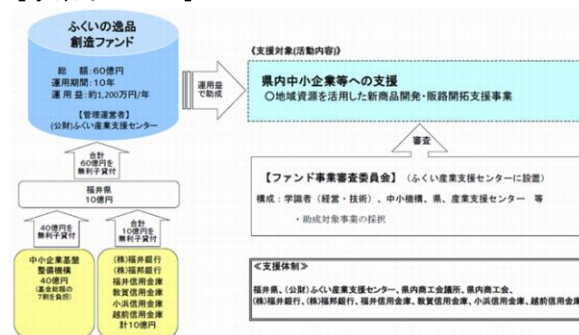 ふくいの逸品
創造ファンド
総　額：60億円
運用期間：10年
運 用 益：約1,200万円/年
【管理運営者】
(公財)ふくい産業支援センター
運用益
で助成
《支援対象(活動内容)》
県内中小企業等への支援
○地域資源を活用した新商品開発・販路開拓支援事業
審査
【ファンド事業審査委員会】（ふくい産業支援センターに設置）
構成：学識者（経営・技術）、中小機構、県、産業支援センター　等
・助成対象事業の採択
合計
60億円を
無利子貸付
福井県
10億円
40億円を
無利子貸付
合計
10億円を
無利子貸付
中小企業基盤
整備機構
40億円
(基金総額の
7割を負担)
(株)福井銀行
(株)福邦銀行
福井信用金庫
敦賀信用金庫
小浜信用金庫
越前信用金庫
計10億円
≪支援体制≫
福井県、(公財)ふくい産業支援センター、県内商工会議所、県内商工会、
(株)福井銀行、(株)福邦銀行、福井信用金庫、敦賀信用金庫、小浜信用金庫、越前信用金庫